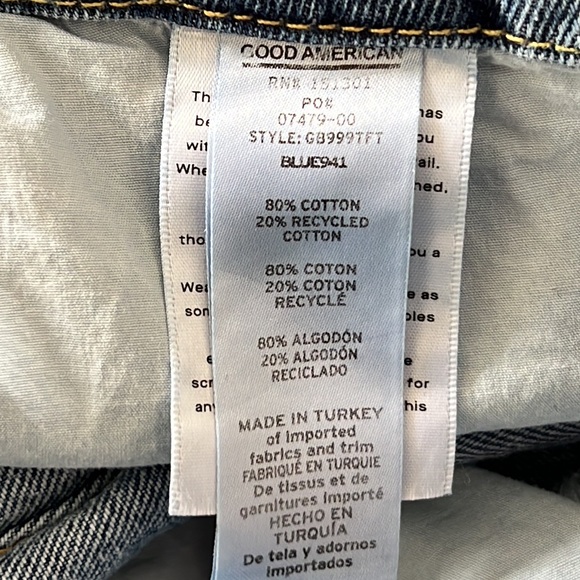 GOOD AMERICAN
RN# 151301
PO#
07479-00
STYLE: GB999TFT
BLUE941
80% COTTON
20% RECYCLED
COTTON
80% COTON
20% COTON
RECYCLÉ
80% ALGODÓN
20% ALGODÓN
RECICLADO
MADE IN TURKEY
of imported
fabrics and trim
FABRIQUÉ EN TURQUIE
De tissus et de
garnitures importé
HECHO EN
TURQUÍA
De tela y adornos
importados